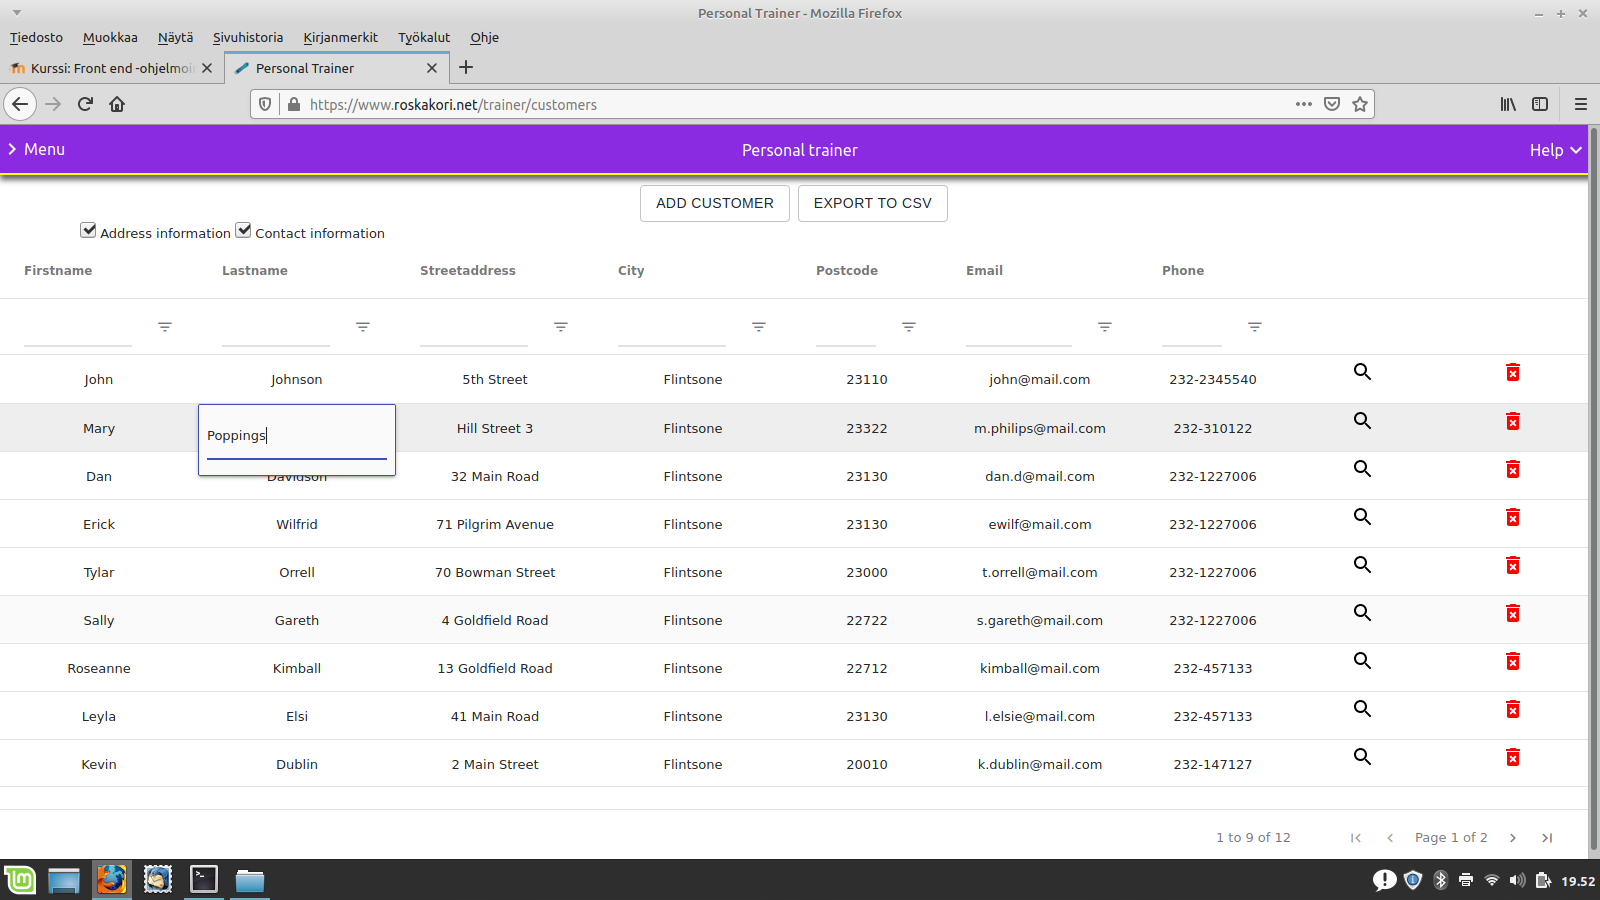 Personal Trainer - Mozilla Firefox
Tiedosto Muokkaa Näytä Sivuhistoria Kirjanmerkit Työkalut Ohje
Kurssi: Front end -ohjelmoi Personal Trainer
https://www.roskakori.net/trainer/customers
Menu Personal trainer Help
ADD CUSTOMER EXPORT TO CSV
Address information Contact information
Firstname Lastname Streetaddress City Postcode Email Phone
John Johnson 5th Street Flintsone 23110 john@mail.com 232-2345540
Mary Poppings Hill Street 3 Flintsone 23322 m.philips@mail.com 232-310122
Dan Davidson 32 Main Road Flintsone 23130 dan.d@mail.com 232-1227006
Erick Wilfrid 71 Pilgrim Avenue Flintsone 23130 ewilf@mail.com 232-1227006
Tylar Orrell 70 Bowman Street Flintsone 23000 t.orrell@mail.com 232-1227006
Sally Gareth 4 Goldfield Road Flintsone 22722 s.gareth@mail.com 232-1227006
Roseanne Kimball 13 Goldfield Road Flintsone 22712 kimball@mail.com 232-457133
Leyla Elsi 41 Main Road Flintsone 23130 l.elsie@mail.com 232-457133
Kevin Dublin 2 Main Street Flintsone 20010 k.dublin@mail.com 232-147127
1 to 9 of 12 Page 1 of 2
19.52